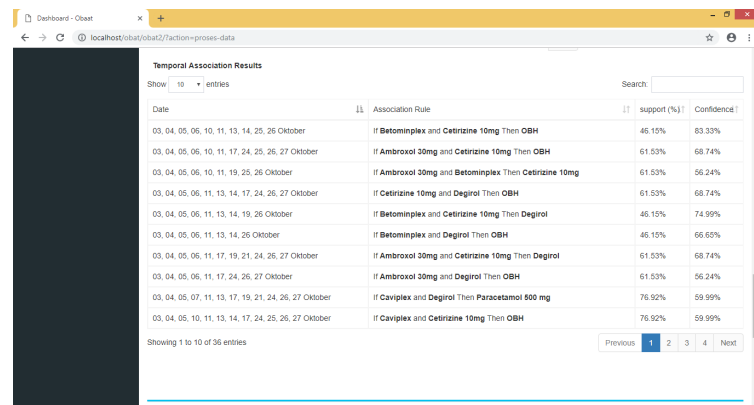 Dashboard - Obaat
localhost/obat/obat2/?action=proses-data
Temporal Association Results
Show 10 entries Search:
Date Association Rule support (%) Confidence
03, 04, 05, 06, 10, 11, 13, 14, 25, 26 Oktober If Betominplex and Cetirizine 10mg Then OBH 46.15% 83.33%
03, 04, 05, 06, 10, 11, 17, 24, 25, 26, 27 Oktober If Ambroxol 30mg and Cetirizine 10mg Then OBH 61.53% 68.74%
03, 04, 05, 06, 10, 11, 19, 25, 26 Oktober If Ambroxol 30mg and Betominplex Then Cetirizine 10mg 61.53% 56.24%
03, 04, 05, 06, 11, 13, 14, 17, 24, 26, 27 Oktober If Cetirizine 10mg and Degirol Then OBH 61.53% 68.74%
03, 04, 05, 06, 11, 13, 14, 19, 26 Oktober If Betominplex and Cetirizine 10mg Then Degirol 46.15% 74.99%
03, 04, 05, 06, 11, 13, 14, 26 Oktober If Betominplex and Degirol Then OBH 46.15% 66.65%
03, 04, 05, 06, 11, 17, 19, 21, 24, 26, 27 Oktober If Ambroxol 30mg and Cetirizine 10mg Then Degirol 61.53% 68.74%
03, 04, 05, 06, 11, 17, 24, 26, 27 Oktober If Ambroxol 30mg and Degirol Then OBH 61.53% 56.24%
03, 04, 05, 07, 11, 13, 17, 19, 21, 24, 26, 27 Oktober If Caviplex and Degirol Then Paracetamol 500 mg 76.92% 59.99%
03, 04, 05, 10, 11, 13, 14, 17, 24, 25, 26, 27 Oktober If Caviplex and Cetirizine 10mg Then OBH 76.92% 59.99%
Showing 1 to 10 of 36 entries Previous 1 2 3 4 Next